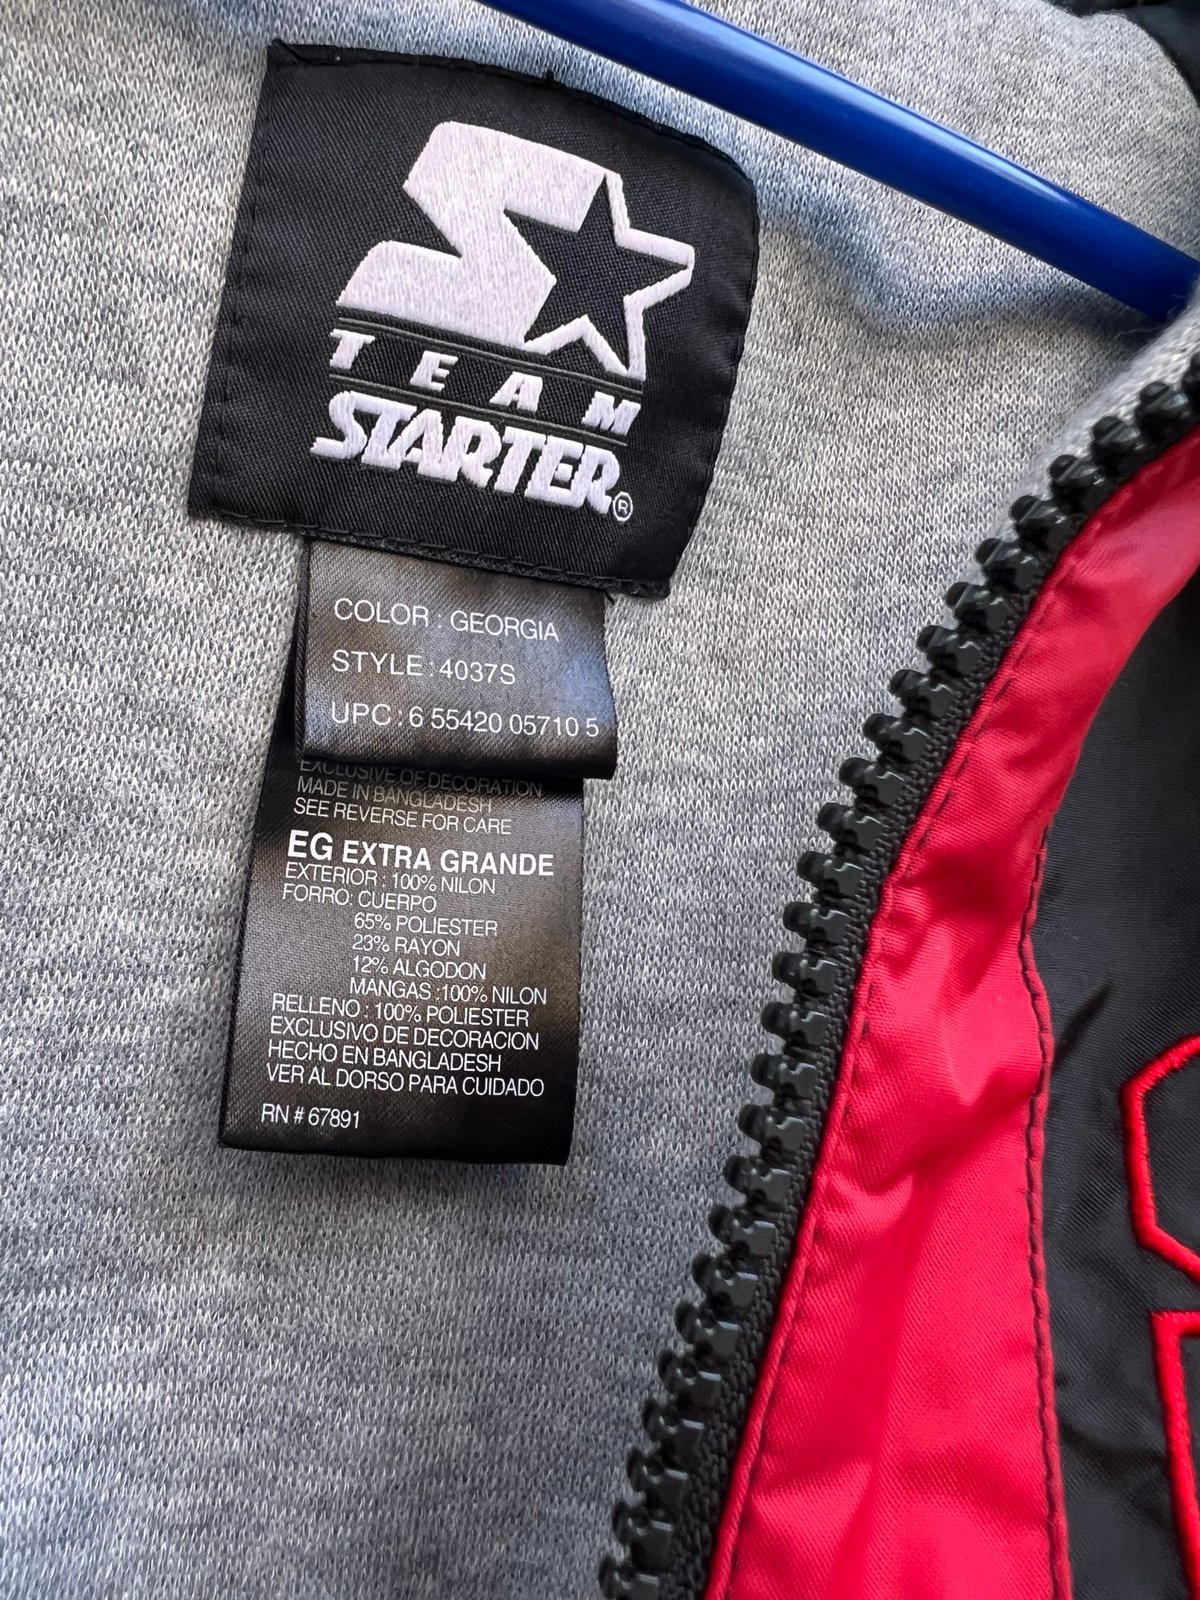 TEAM
STARTER®
COLOR : GEORGIA
STYLE : 4037S
UPC : 6 55420 05710 5
EXCLUSIVE OF DECORATION
MADE IN BANGLADESH
SEE REVERSE FOR CARE
EG EXTRA GRANDE
EXTERIOR : 100% NILON
FORRO: CUERPO
65% POLIESTER
23% RAYON
12% ALGODON
MANGAS :100% NILON
RELLENO : 100% POLIESTER
EXCLUSIVO DE DECORACION
HECHO EN BANGLADESH
VER AL DORSO PARA CUIDADO
RN # 67891